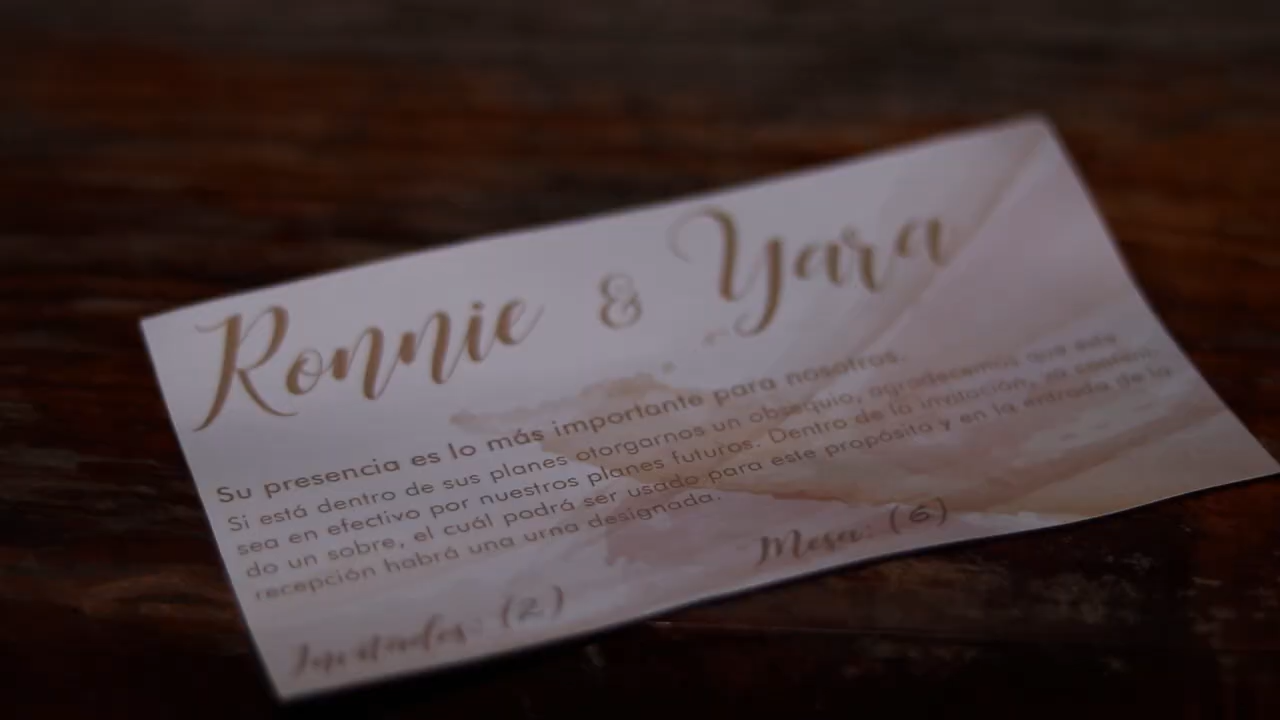 Ronnie & Yara
Su presencia es lo más importante para nosotros.
Si está dentro de sus planes otorgarnos un obsequio, agradecemos que este
sea en efectivo por nuestros planes futuros. Dentro de la invitación,
do un sobre, el cuál podrá ser usado para este propósito y en la entrada de la
recepción habrá una urna designada.
Invitados: (2) Mesa: (6)